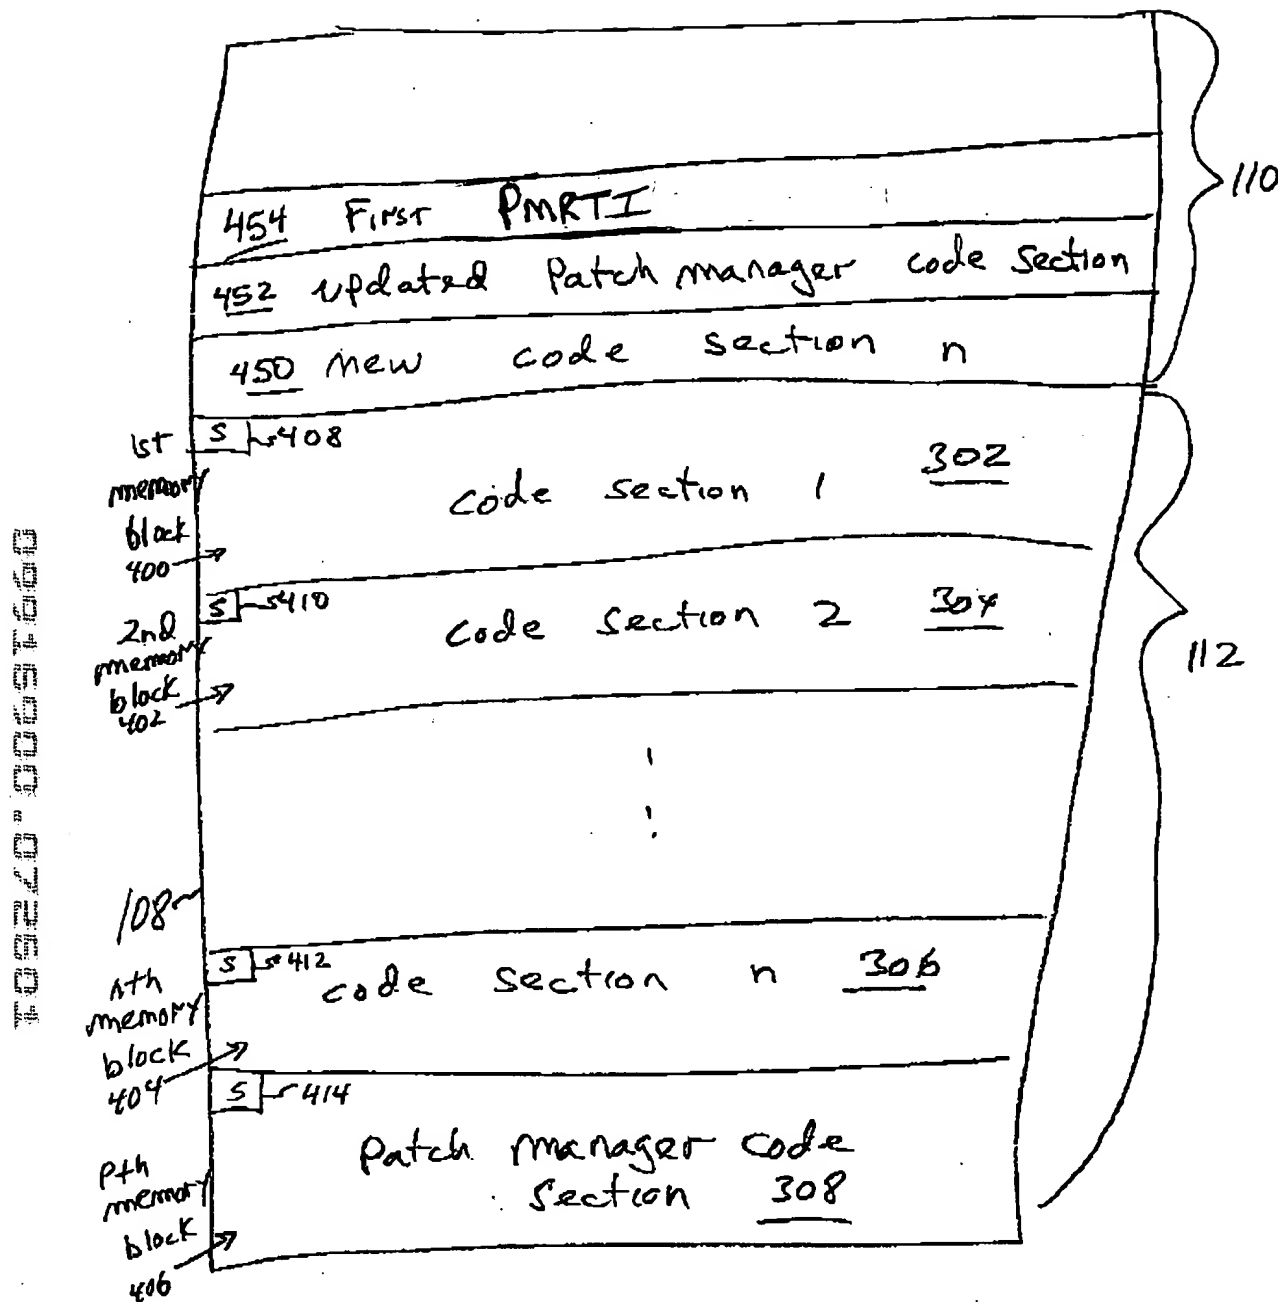 110
454 First PMRTI
452 updated Patch manager code section
450 new code section n
1st
memory
block
400
S 408
code section 1 302
2nd
memory
block
402
S 410
code section 2 304
112
108
nth
memory
block
404
S 412
code section n 306
S 414
Pth
memory
block
406
Patch manager code
section 308
09916900.072601